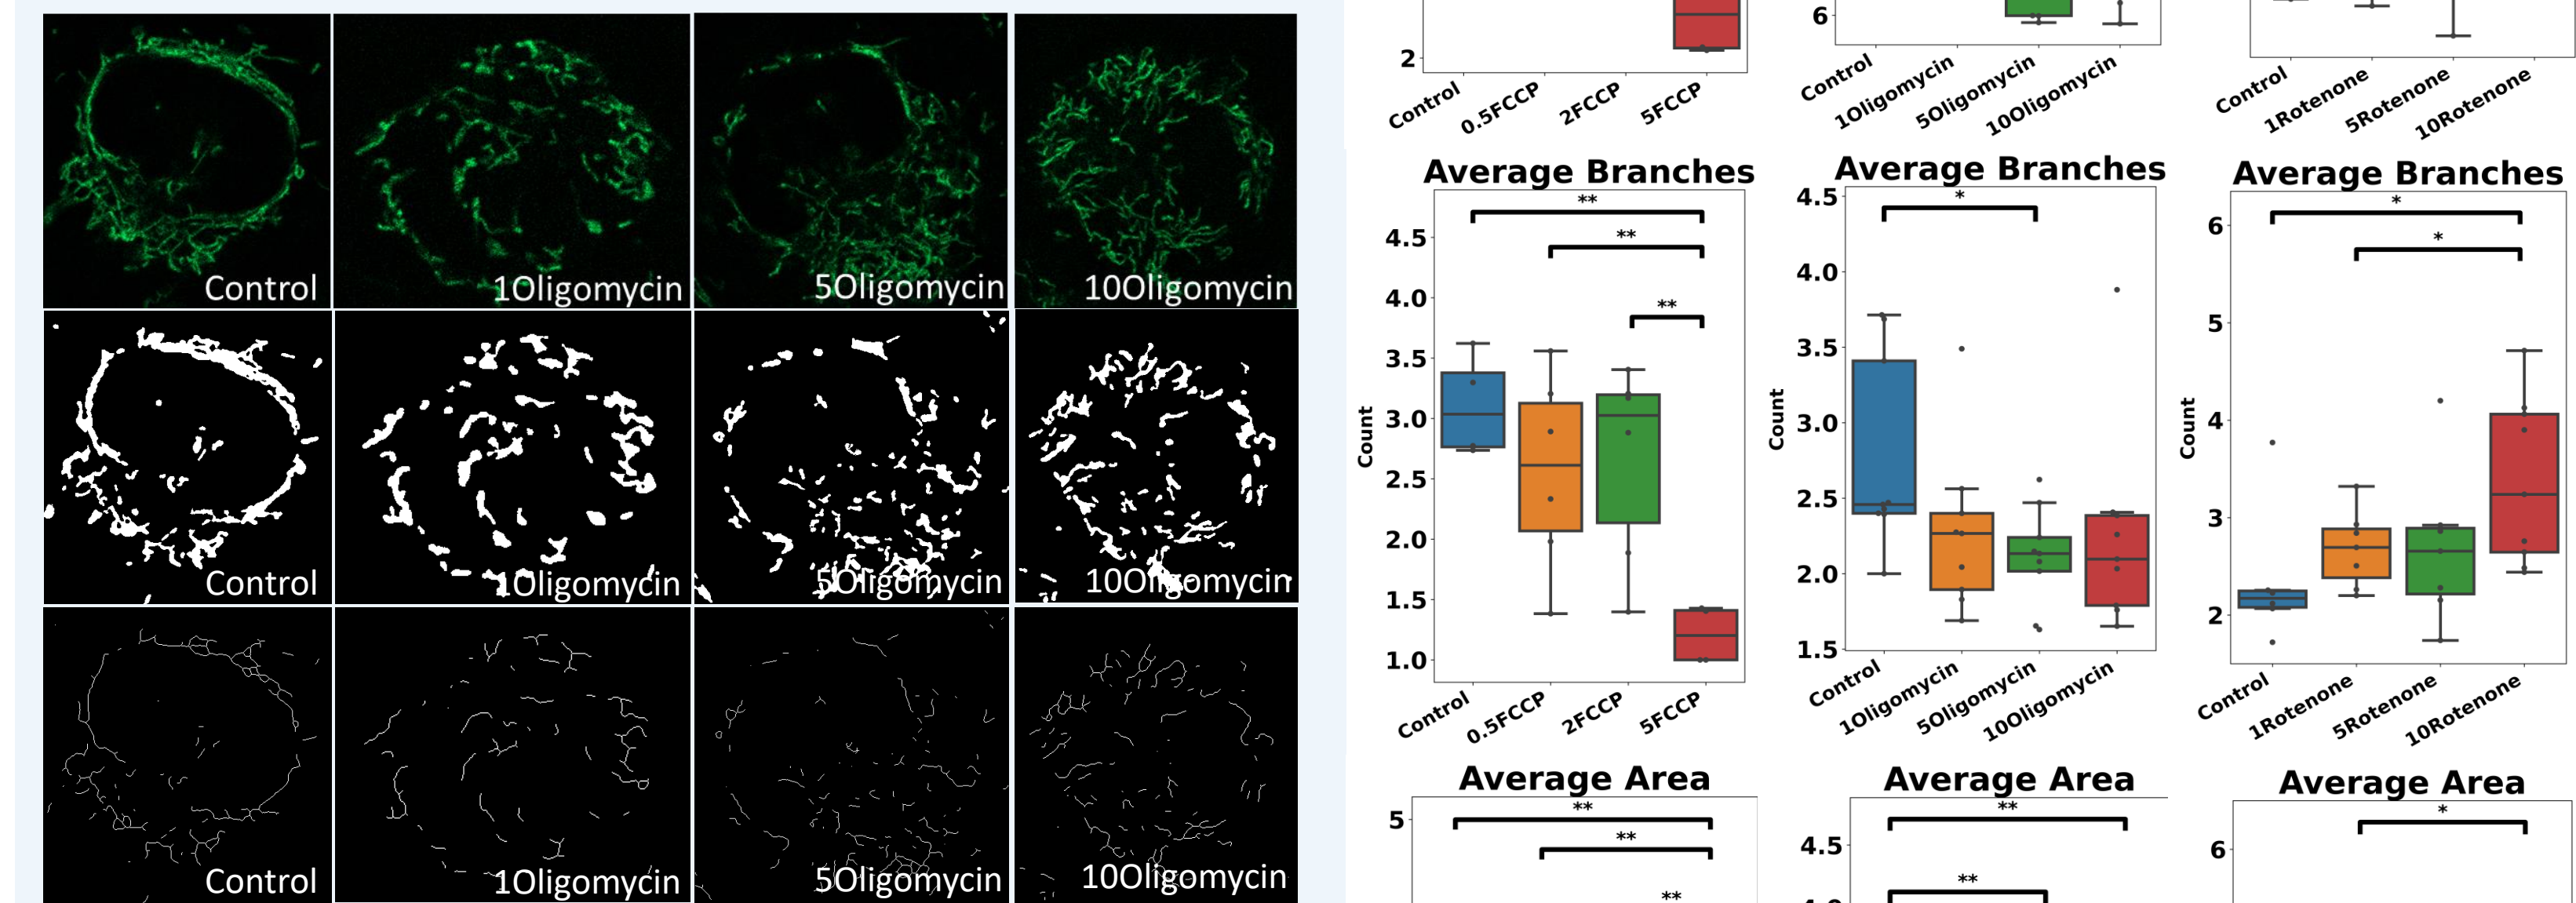 Control
1Oligomycin
5Oligomycin
10Oligomycin
Control
1Oligomycin
5Oligomycin
10Oligomycin
Control
1Oligomycin
5Oligomycin
10Oligomycin
2
Control
0.5FCCP
2FCCP
5FCCP
6
Control
1Oligomycin
5Oligomycin
10Oligomycin
Control
1Rotenone
5Rotenone
10Rotenone
Average Branches
**
**
**
4.5
4.0
3.5
3.0
2.5
2.0
1.5
1.0
Count
Control
0.5FCCP
2FCCP
5FCCP
Average Branches
*
4.5
4.0
3.5
3.0
2.5
2.0
1.5
Count
Control
1Oligomycin
5Oligomycin
10Oligomycin
Average Branches
*
*
6
5
4
3
2
Count
Control
1Rotenone
5Rotenone
10Rotenone
Average Area
**
5
**
**
Average Area
**
4.5
**
Average Area
*
6